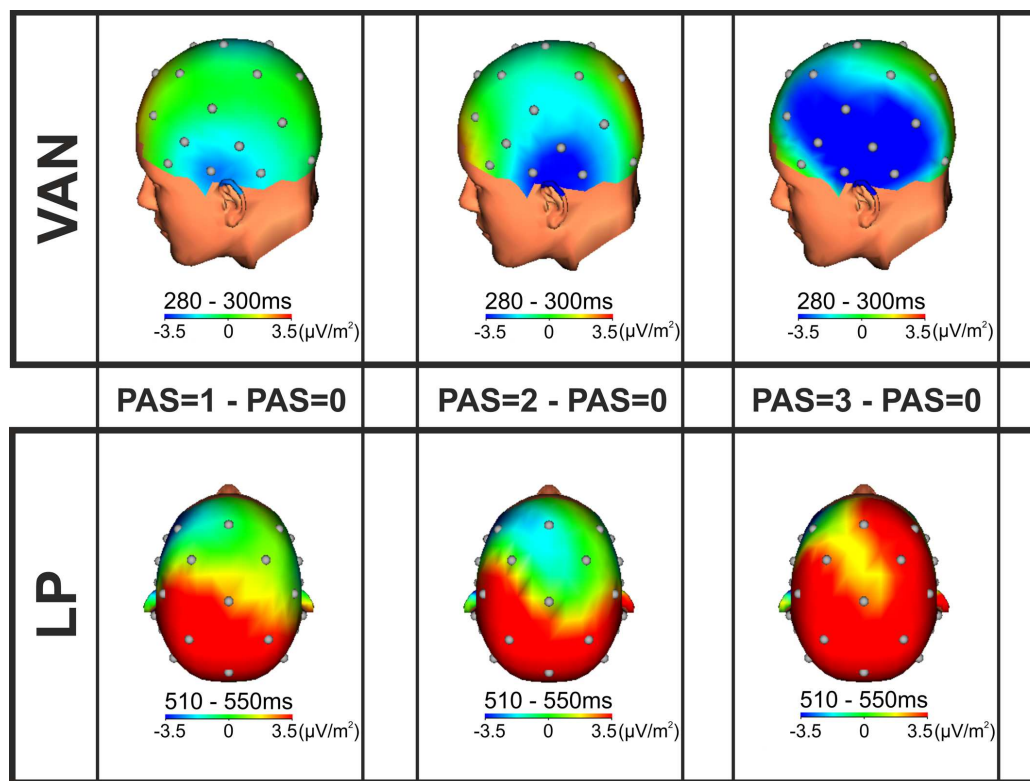 VAN
280 - 300ms
-3.5 0 3.5(µV/m²)
280 - 300ms
-3.5 0 3.5(µV/m²)
280 - 300ms
-3.5 0 3.5(µV/m²)
PAS=1 - PAS=0
PAS=2 - PAS=0
PAS=3 - PAS=0
LP
510 - 550ms
-3.5 0 3.5(µV/m²)
510 - 550ms
-3.5 0 3.5(µV/m²)
510 - 550ms
-3.5 0 3.5(µV/m²)